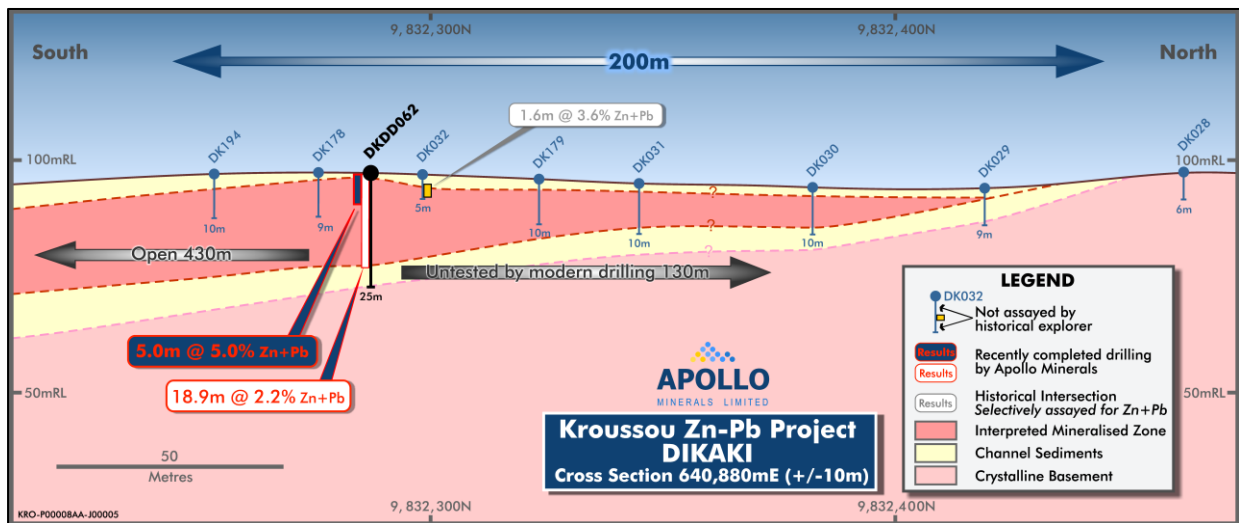 9, 832,300N
9, 832,400N
South
North
200m
1.6m @ 3.6% Zn+Pb
DK194
DK178
DKDD062
DK032
DK179
DK031
DK030
DK029
DK028
100mRL
100mRL
10m
9m
5m
10m
10m
10m
9m
6m
?
?
?
Open 430m
Untested by modern drilling 130m
25m
5.0m @ 5.0% Zn+Pb
18.9m @ 2.2% Zn+Pb
50mRL
50mRL
50
Metres
APOLLO
MINERALS LIMITED
Kroussou Zn-Pb Project
DIKAKI
Cross Section 640,880mE (+/-10m)
LEGEND
DK032
Not assayed by
historical explorer
Results
Results
Recently completed drilling
by Apollo Minerals
Results
Historical Intersection
Selectively assayed for Zn+Pb
Interpreted Mineralised Zone
Channel Sediments
Crystalline Basement
KRO-P00008AA-J00005
9, 832,300N
9, 832,400N